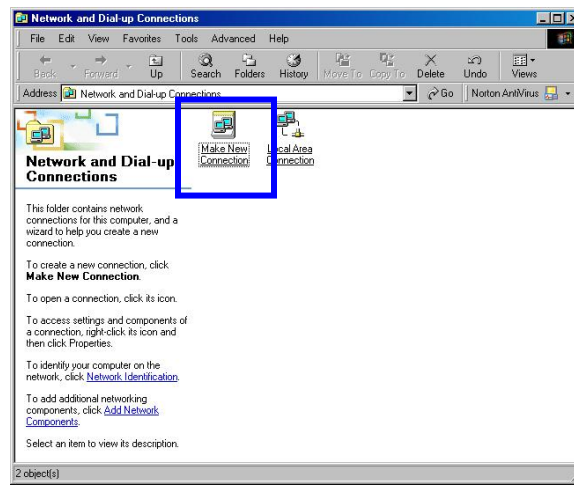 Network and Dial-up Connections
File Edit View Favorites Tools Advanced Help
Back Forward Up Search Folders History Move To Copy To Delete Undo Views
Address Network and Dial-up Connections Go Norton AntiVirus
Make New
Connection
Local Area
Connection
Network and Dial-up
Connections
This folder contains network
connections for this computer, and a
wizard to help you create a new
connection.
To create a new connection, click
Make New Connection.
To open a connection, click its icon.
To access settings and components of
a connection, right-click its icon and
then click Properties.
To identify your computer on the
network, click Network Identification.
To add additional networking
components, click Add Network
Components.
Select an item to view its description.
2 object(s)